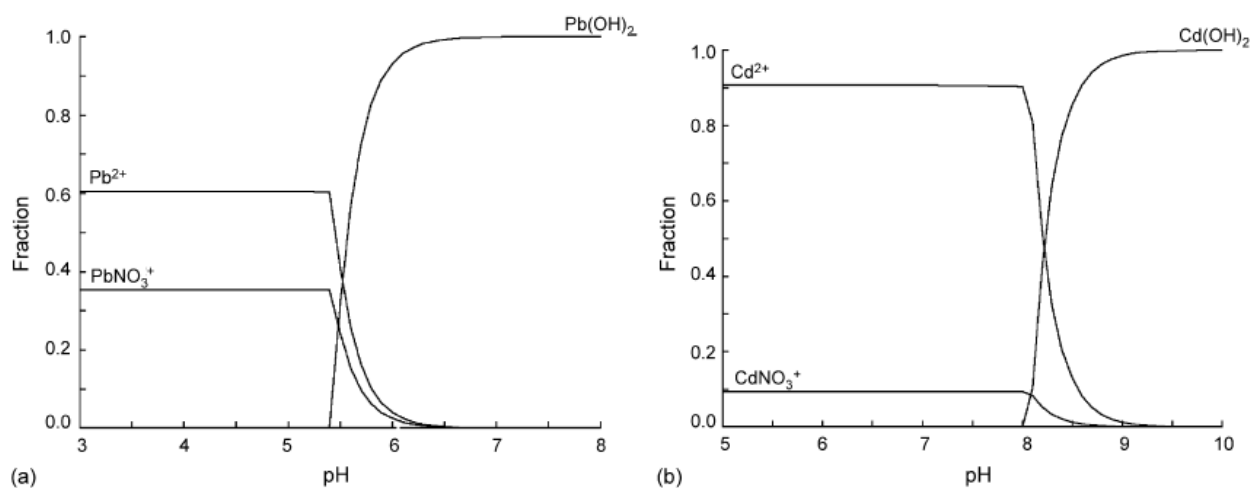 Pb(OH)₂
1.0
0.8
Pb²⁺
0.6
Fraction
PbNO₃⁺
0.4
0.2
0.0
3 4 5 6 7 8
(a) pH
Cd(OH)₂
1.0
Cd²⁺
0.8
0.6
Fraction
0.4
0.2
CdNO₃⁺
0.0
5 6 7 8 9 10
(b) pH